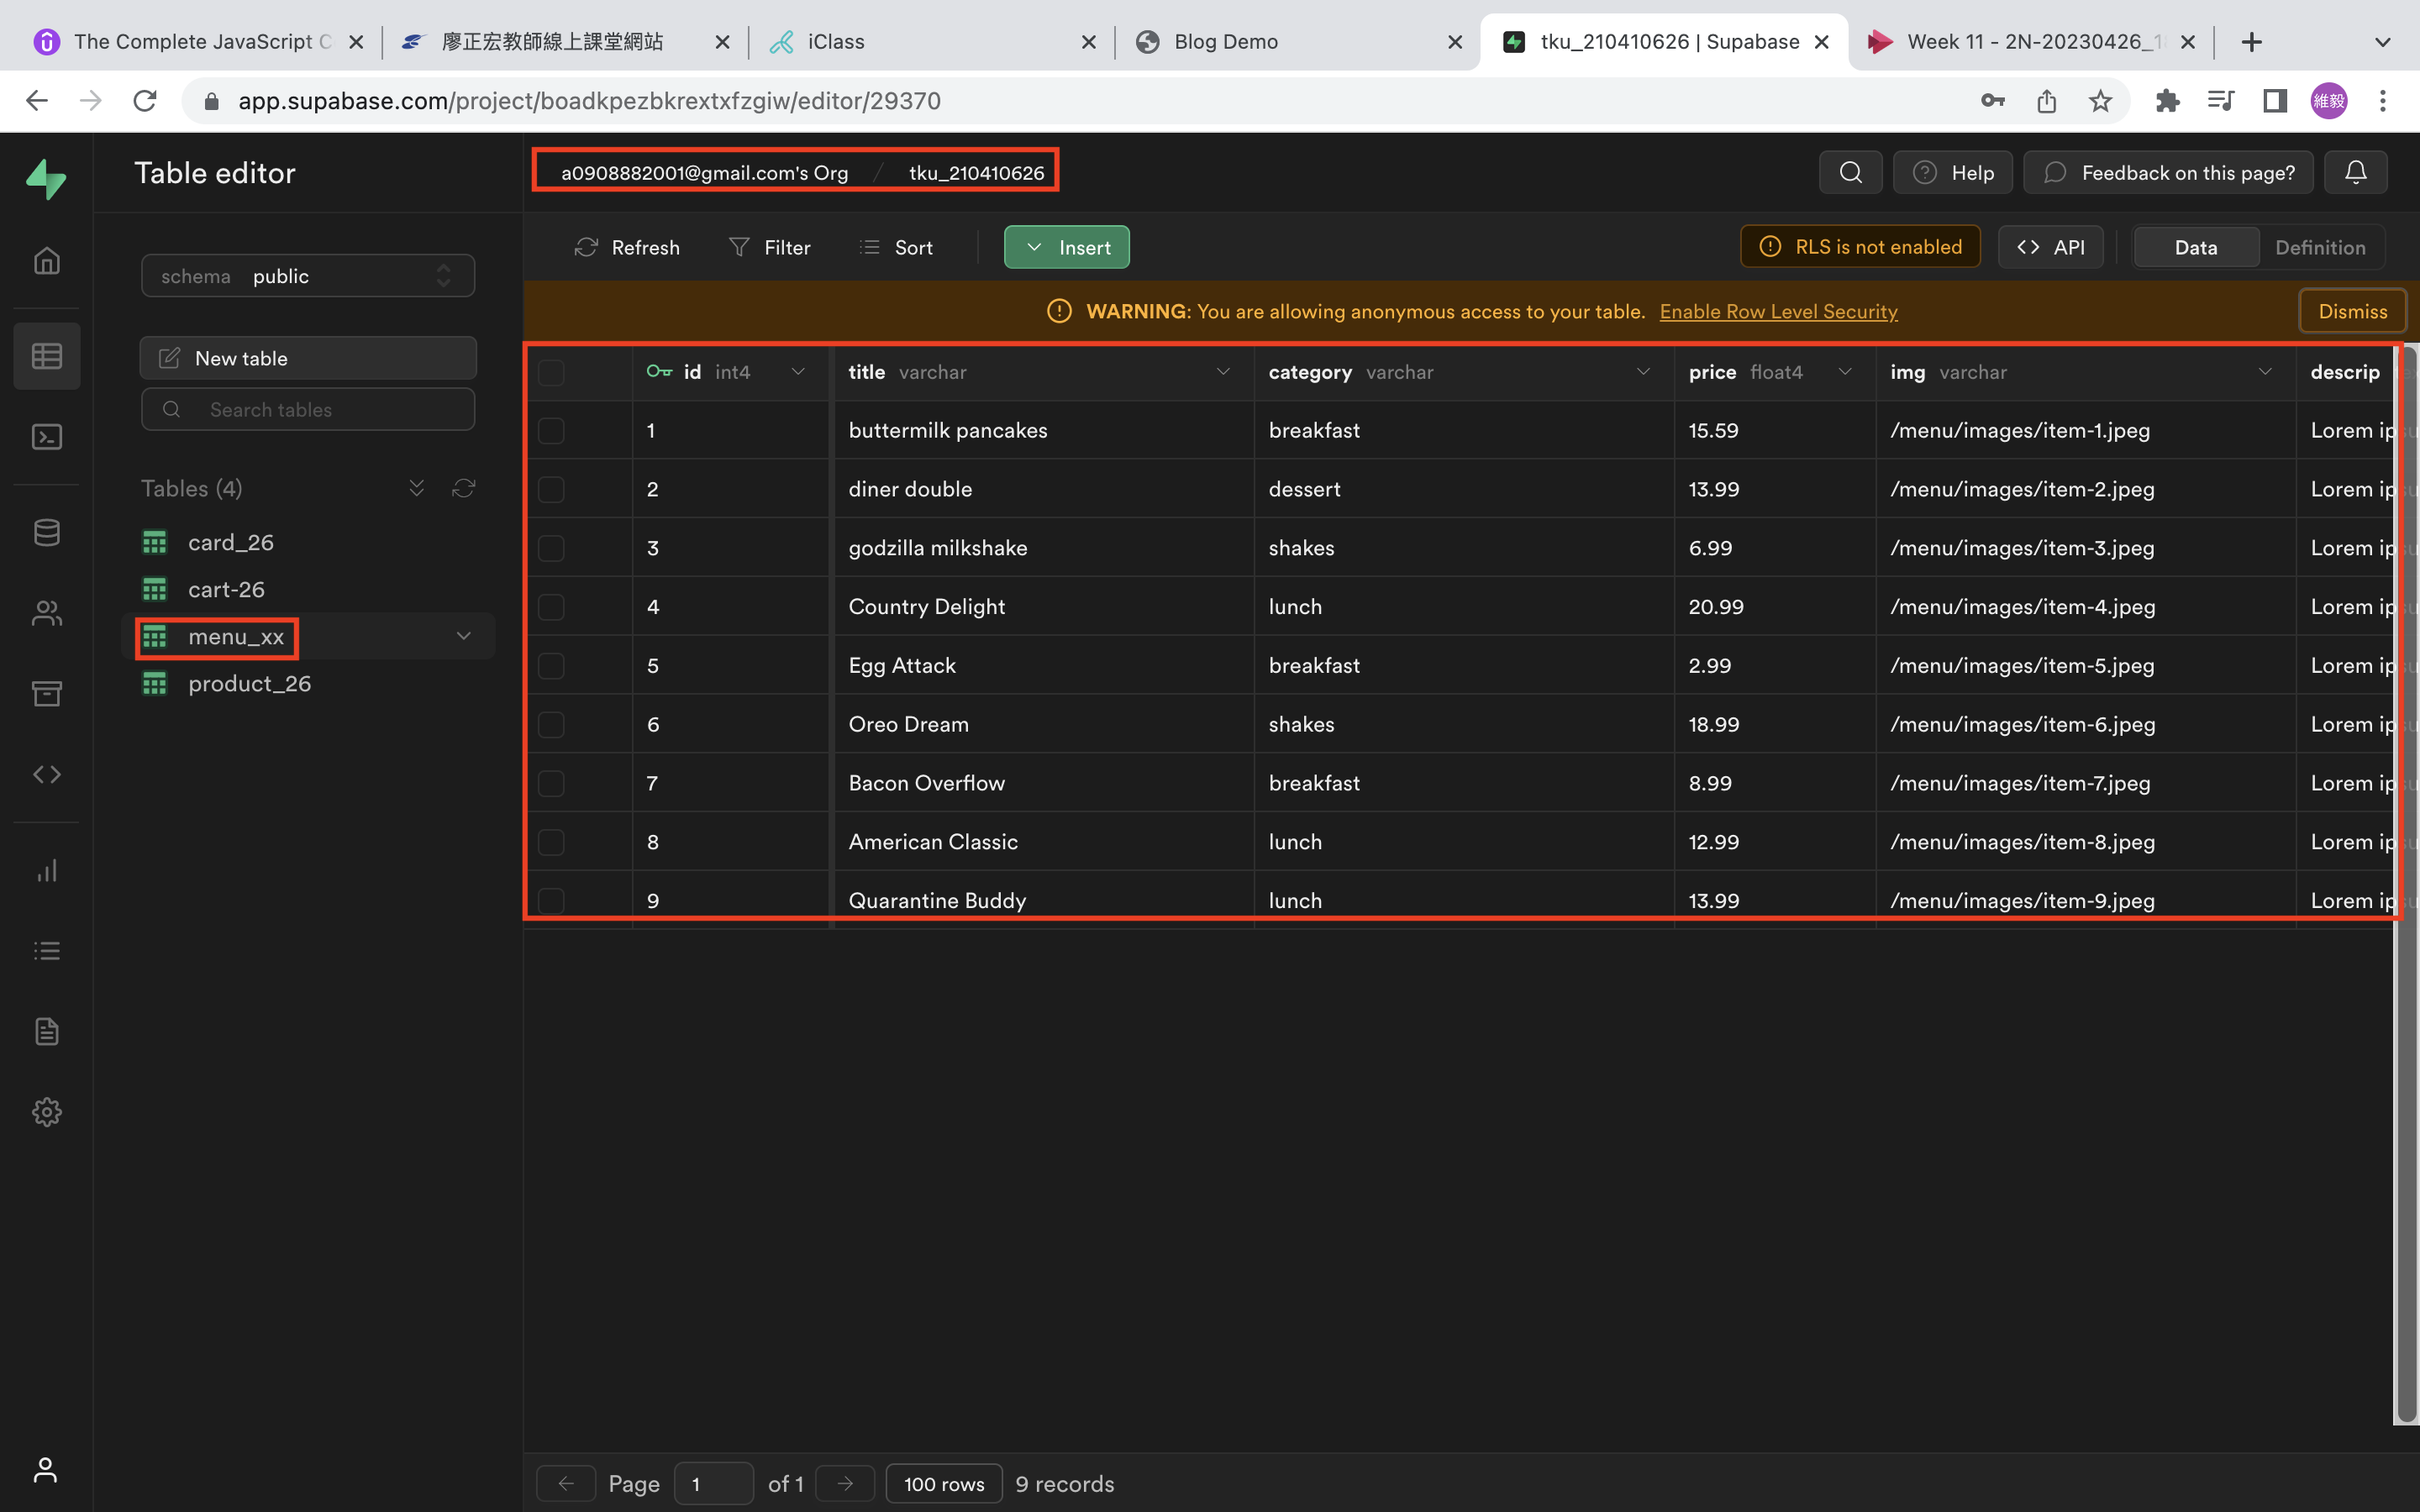 The Complete JavaScript C
廖正宏教師線上課堂網站
iClass
Blog Demo
tku_210410626 | Supabase
Week 11 - 2N-20230426_1
app.supabase.com/project/boadkpezbkrextxfzgiw/editor/29370
維毅
Table editor
a0908882001@gmail.com's Org / tku_210410626
Help
Feedback on this page?
schema public
New table
Search tables
Tables (4)
card_26
cart-26
menu_xx
product_26
Refresh
Filter
Sort
Insert
RLS is not enabled
API
Data
Definition
WARNING: You are allowing anonymous access to your table. Enable Row Level Security
Dismiss
id int4 title varchar category varchar price float4 img varchar descrip
1 buttermilk pancakes breakfast 15.59 /menu/images/item-1.jpeg Lorem ipsu
2 diner double dessert 13.99 /menu/images/item-2.jpeg Lorem ipsu
3 godzilla milkshake shakes 6.99 /menu/images/item-3.jpeg Lorem ipsu
4 Country Delight lunch 20.99 /menu/images/item-4.jpeg Lorem ipsu
5 Egg Attack breakfast 2.99 /menu/images/item-5.jpeg Lorem ipsu
6 Oreo Dream shakes 18.99 /menu/images/item-6.jpeg Lorem ipsu
7 Bacon Overflow breakfast 8.99 /menu/images/item-7.jpeg Lorem ipsu
8 American Classic lunch 12.99 /menu/images/item-8.jpeg Lorem ipsu
9 Quarantine Buddy lunch 13.99 /menu/images/item-9.jpeg Lorem ipsu
Page 1 of 1 100 rows 9 records